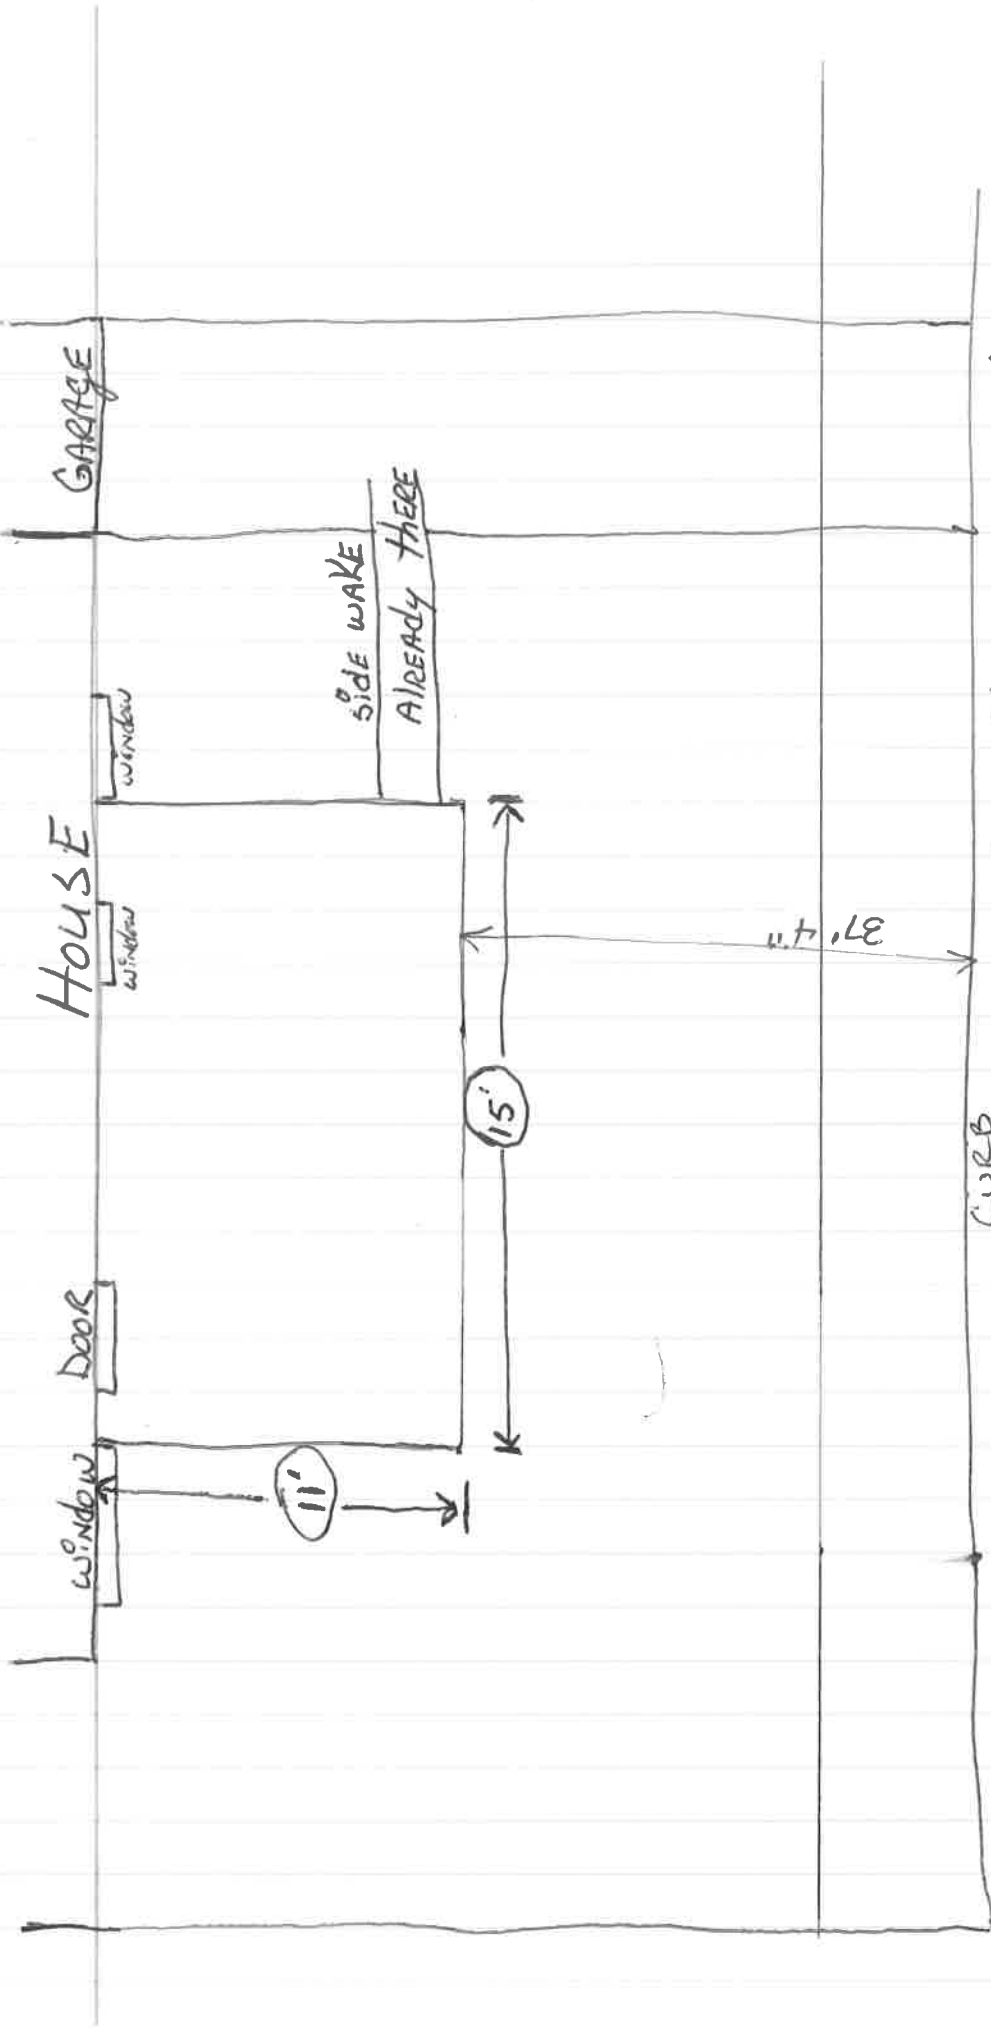 HOUSE
GARAGE
WiNdow
DOOR
WiNdow
WiNdow
SidE WAKE
AlREAdy thERE
11'
15'
37' 4"
CURB